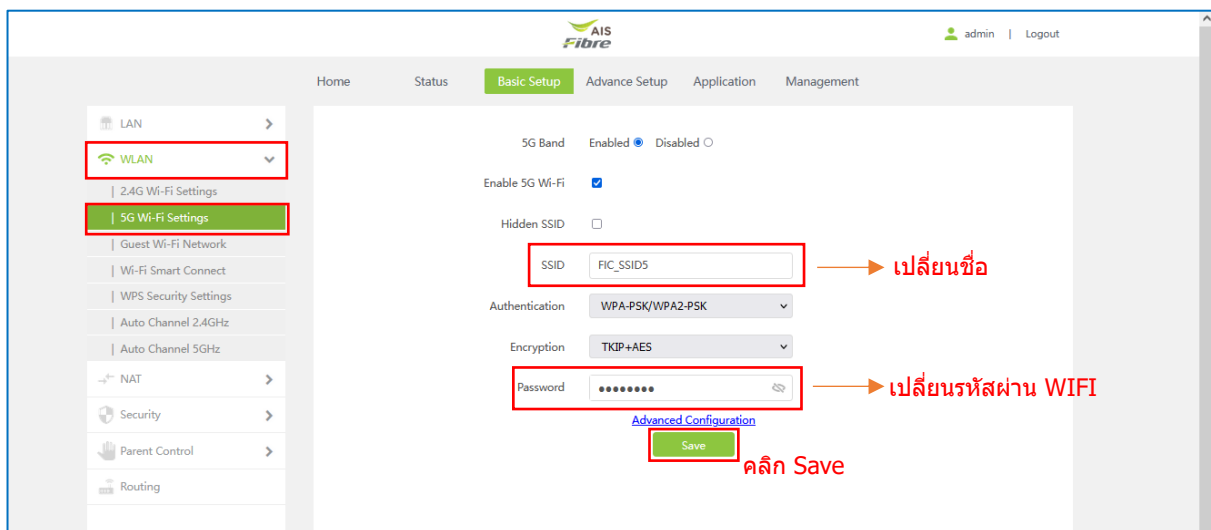 AIS
Fibre
admin | Logout
Home Status Basic Setup Advance Setup Application Management
LAN
WLAN
| 2.4G Wi-Fi Settings
| 5G Wi-Fi Settings
| Guest Wi-Fi Network
| Wi-Fi Smart Connect
| WPS Security Settings
| Auto Channel 2.4GHz
| Auto Channel 5GHz
NAT
Security
Parent Control
Routing
5G Band Enabled Disabled
Enable 5G Wi-Fi
Hidden SSID
SSID FIC_SSID5 เปลี่ยนชื่อ
Authentication WPA-PSK/WPA2-PSK
Encryption TKIP+AES
Password •••••••• เปลี่ยนรหัสผ่าน WIFI
Advanced Configuration
Save
คลิก Save